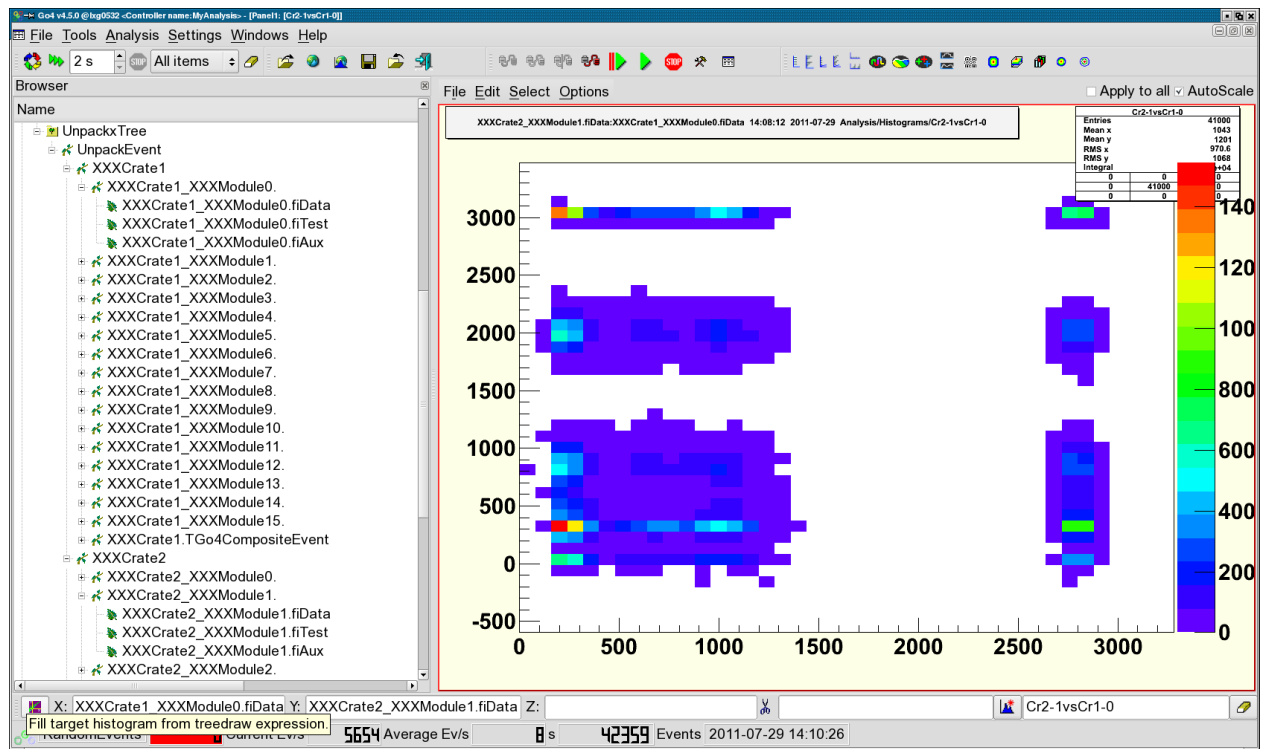 Go4 v4.5.0 @lxg0532 <Controller name:MyAnalysis> - [Panel1: [Cr2-1vsCr1-0]]
File Tools Analysis Settings Windows Help
2 s STOP All items STOP
Browser
Name
UnpackxTree
UnpackEvent
XXXCrate1
XXXCrate1_XXXModule0.
XXXCrate1_XXXModule0.fiData
XXXCrate1_XXXModule0.fiTest
XXXCrate1_XXXModule0.fiAux
XXXCrate1_XXXModule1.
XXXCrate1_XXXModule2.
XXXCrate1_XXXModule3.
XXXCrate1_XXXModule4.
XXXCrate1_XXXModule5.
XXXCrate1_XXXModule6.
XXXCrate1_XXXModule7.
XXXCrate1_XXXModule8.
XXXCrate1_XXXModule9.
XXXCrate1_XXXModule10.
XXXCrate1_XXXModule11.
XXXCrate1_XXXModule12.
XXXCrate1_XXXModule13.
XXXCrate1_XXXModule14.
XXXCrate1_XXXModule15.
XXXCrate1.TGo4CompositeEvent
XXXCrate2
XXXCrate2_XXXModule0.
XXXCrate2_XXXModule1.
XXXCrate2_XXXModule1.fiData
XXXCrate2_XXXModule1.fiTest
XXXCrate2_XXXModule1.fiAux
XXXCrate2_XXXModule2.
File Edit Select Options
Apply to all AutoScale
XXXCrate2_XXXModule1.fiData:XXXCrate1_XXXModule0.fiData 14:08:12 2011-07-29 Analysis/Histograms/Cr2-1vsCr1-0
Cr2-1vsCr1-0
Entries 41000
Mean x 1043
Mean y 1201
RMS x 970.6
RMS y 1068
Integral e+04
0 0 0
0 41000 0
0 0 0
3000
2500
2000
1500
1000
500
0
-500
0 500 1000 1500 2000 2500 3000
140
120
100
800
600
400
200
0
X: XXXCrate1_XXXModule0.fiData Y: XXXCrate2_XXXModule1.fiData Z: Cr2-1vsCr1-0
Fill target histogram from treedraw expression.
RandomEvents Current Ev/s 5654 Average Ev/s 8 s 42359 Events 2011-07-29 14:10:26